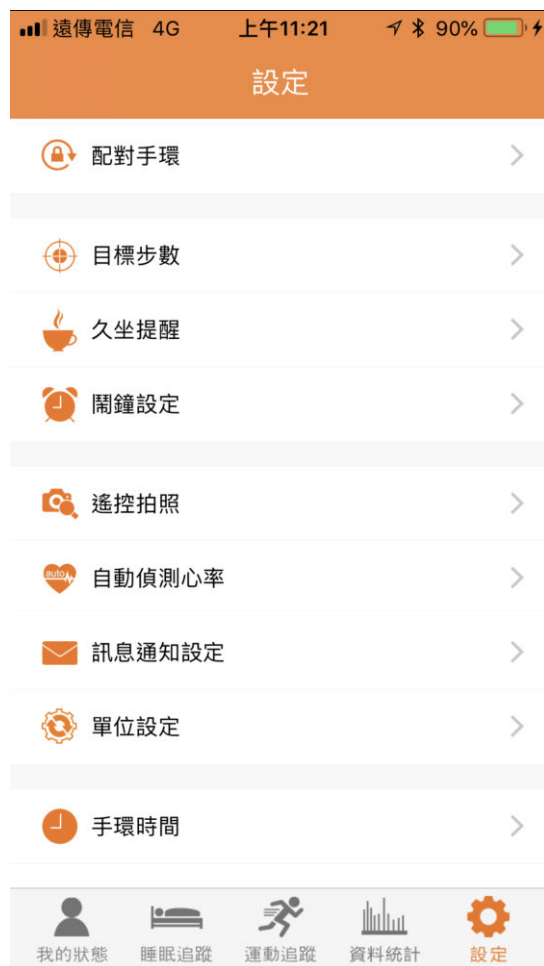 遠傳電信 4G 上午11:21 90%
設定
配對手環
目標步數
久坐提醒
鬧鐘設定
遙控拍照
auto
自動偵測心率
訊息通知設定
單位設定
手環時間
我的狀態 睡眠追蹤 運動追蹤 資料統計 設定